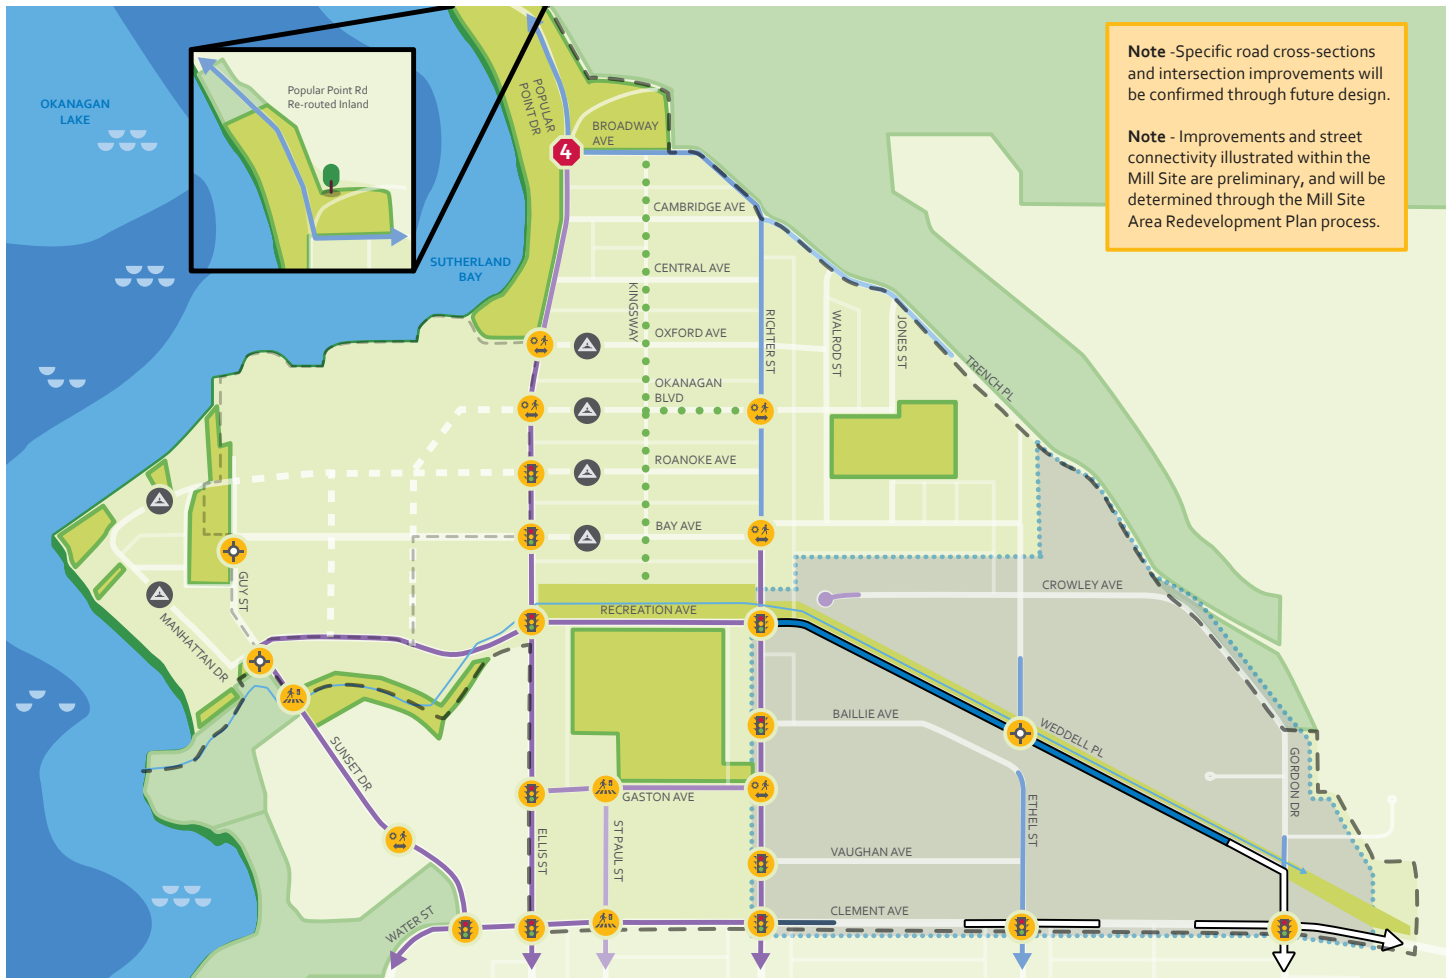 OKANAGAN
LAKE
Popular Point Rd
Re-routed Inland
POPULAR
POINT DR
BROADWAY
AVE
4
Note -Specific road cross-sections
and intersection improvements will
be confirmed through future design.
Note - Improvements and street
connectivity illustrated within the
Mill Site are preliminary, and will be
determined through the Mill Site
Area Redevelopment Plan process.
CAMBRIDGE AVE
SUTHERLAND
BAY
CENTRAL AVE
KINGSWAY
OXFORD AVE
RICHTER ST
WALROD ST
JONES ST
TRENCH PL
OKANAGAN
BLVD
ROANOKE AVE
BAY AVE
GUY ST
MANHATTAN DR
RECREATION AVE
CROWLEY AVE
BAILLIE AVE
WEDDELL PL
SUNSET DR
GORDON DR
GASTON AVE
ELLIS ST
ST PAUL ST
ETHEL ST
VAUGHAN AVE
CLEMENT AVE
WATER ST